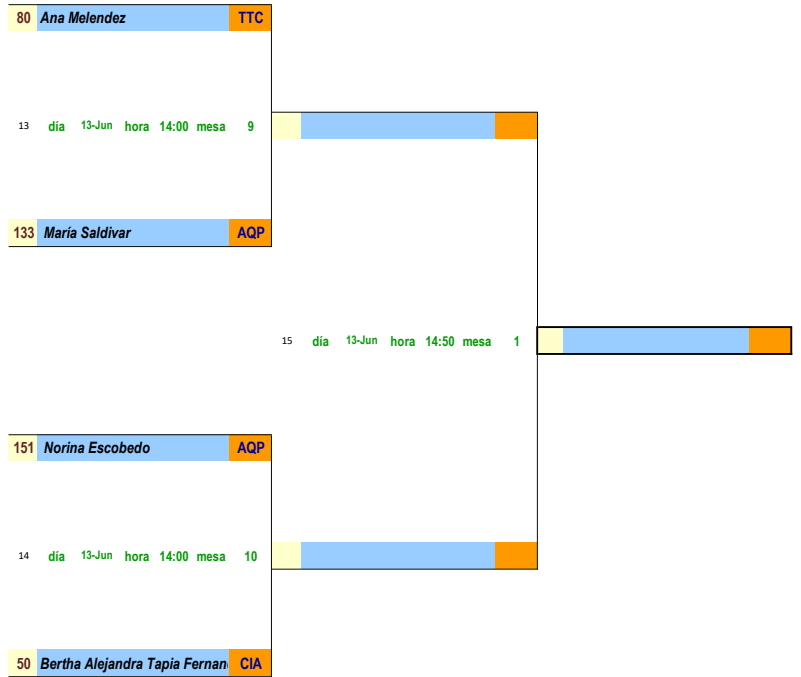 80 Ana Melendez TTC
13 día 13-Jun hora 14:00 mesa 9
133 María Saldivar AQP
15 día 13-Jun hora 14:50 mesa 1
151 Norina Escobedo AQP
14 día 13-Jun hora 14:00 mesa 10
50 Bertha Alejandra Tapia Fernan CIA